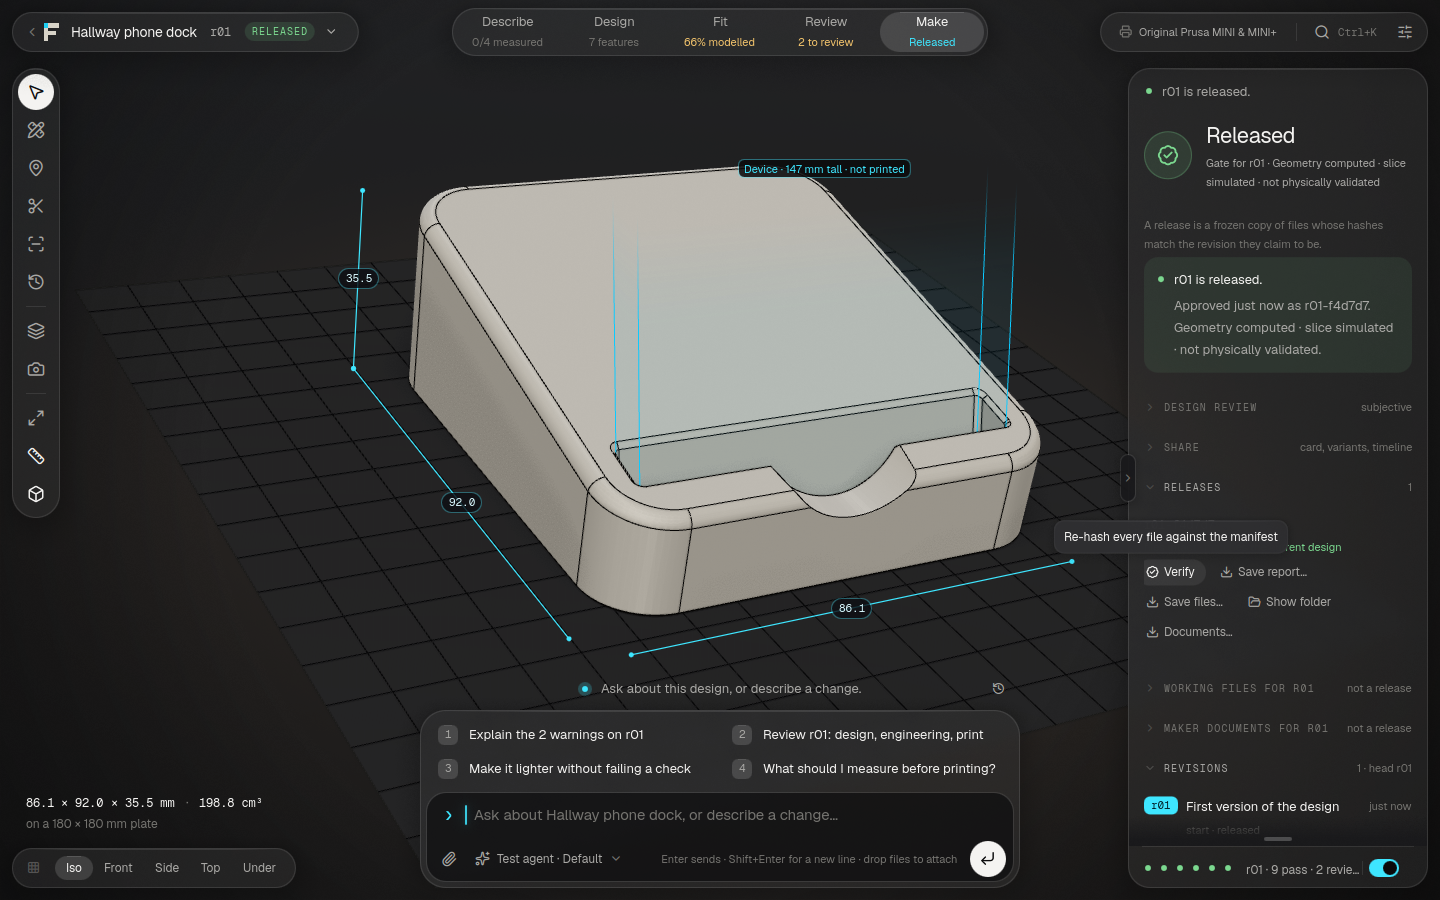 Hallway phone dock r01 RELEASED
Describe
0/4 measured
Design
7 features
Fit
66% modelled
Review
2 to review
Make
Released
Original Prusa MINI & MINI+
Ctrl+K
r01 is released.
Released
Gate for r01 · Geometry computed · slice
simulated · not physically validated
A release is a frozen copy of files whose hashes
match the revision they claim to be.
r01 is released.
Approved just now as r01-f4d7d7.
Geometry computed · slice simulated
· not physically validated.
DESIGN REVIEW subjective
SHARE card, variants, timeline
RELEASES 1
Re-hash every file against the manifest
rent design
Verify
Save report…
Save files…
Show folder
Documents…
WORKING FILES FOR R01 not a release
MAKER DOCUMENTS FOR R01 not a release
REVISIONS 1 · head r01
r01 First version of the design just now
start · released
r01 · 9 pass · 2 revie…
Device · 147 mm tall · not printed
35.5
92.0
86.1
Ask about this design, or describe a change.
1 Explain the 2 warnings on r01
2 Review r01: design, engineering, print
3 Make it lighter without failing a check
4 What should I measure before printing?
Ask about Hallway phone dock, or describe a change…
Test agent · Default
Enter sends · Shift+Enter for a new line · drop files to attach
86.1 × 92.0 × 35.5 mm · 198.8 cm³
on a 180 × 180 mm plate
Iso
Front
Side
Top
Under